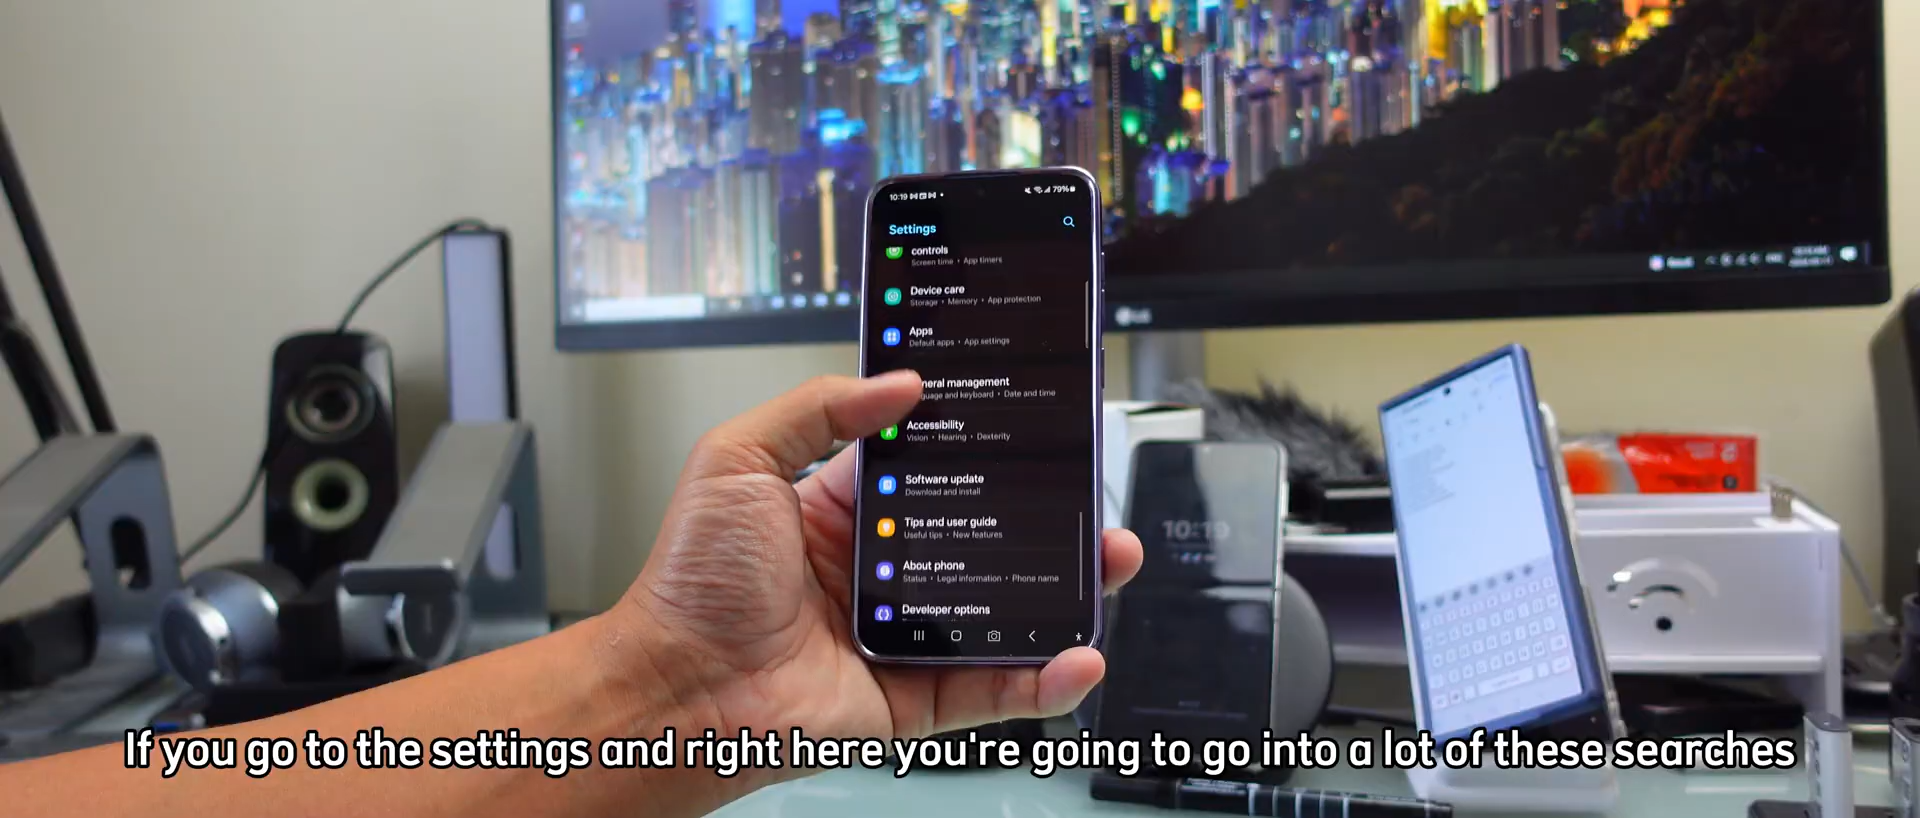 10:19
79%
Settings
controls
Screen time • App timers
Device care
Storage • Memory • App protection
Apps
Default apps • App settings
neral management
guage and keyboard • Date and time
Accessibility
Vision • Hearing • Dexterity
Software update
Download and install
Tips and user guide
Useful tips • New features
About phone
Status • Legal information • Phone name
Developer options
10:19
LG
If you go to the settings and right here you're going to go into a lot of these searches